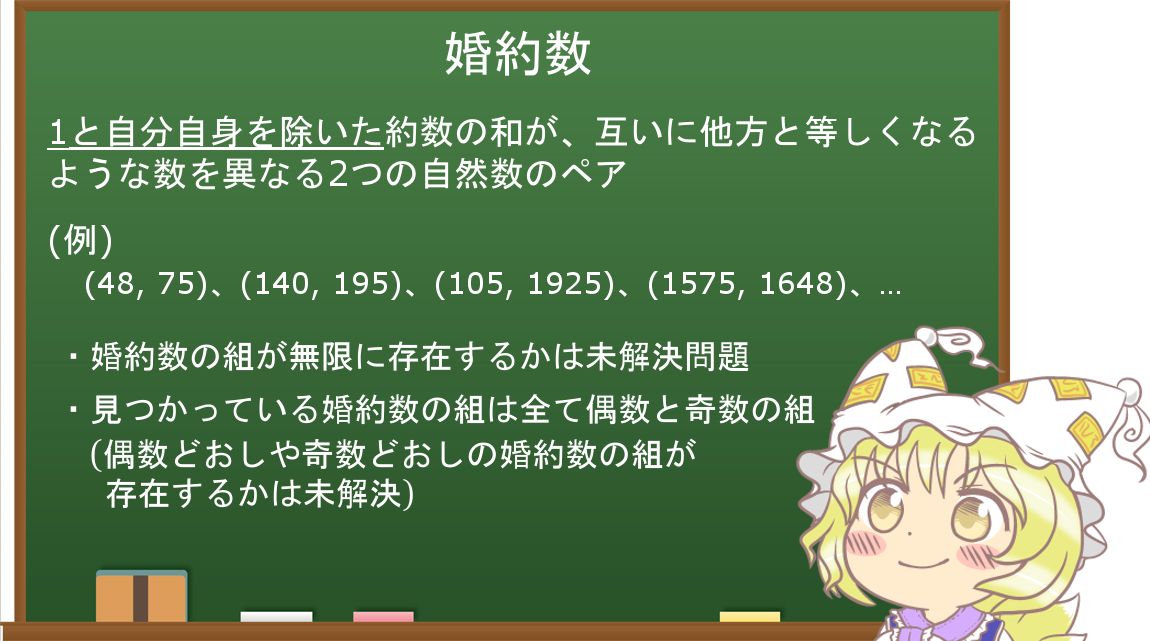 婚約数
1と自分自身を除いた約数の和が、互いに他方と等しくなる
ような数を異なる2つの自然数のペア
(例)
(48, 75)、(140, 195)、(105, 1925)、(1575, 1648)、…
・婚約数の組が無限に存在するかは未解決問題
・見つかっている婚約数の組は全て偶数と奇数の組
(偶数どおしや奇数どおしの婚約数の組が
存在するかは未解決)